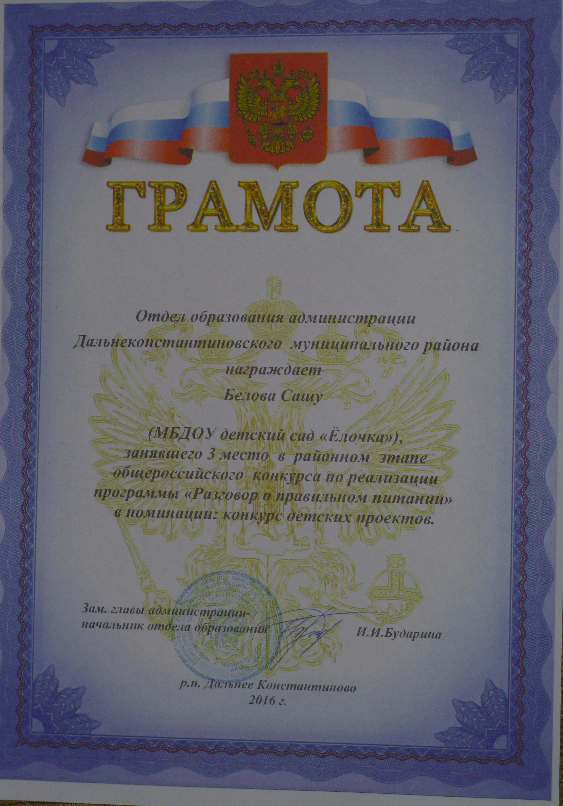 ГРАМОТА
Отдел образования администрации
Дальнеконстантиновского муниципального района
награждает
Белова Сашу
(МБДОУ детский сад «Ёлочка»),
занявшего 3 место в районном этапе
общероссийского конкурса по реализации
программы «Разговор о правильном питании»
в номинации: конкурс детских проектов.
Зам. главы администрации-
начальник отдела образования
И.И.Бударина
р.п. Дальнее Константиново
2016 г.